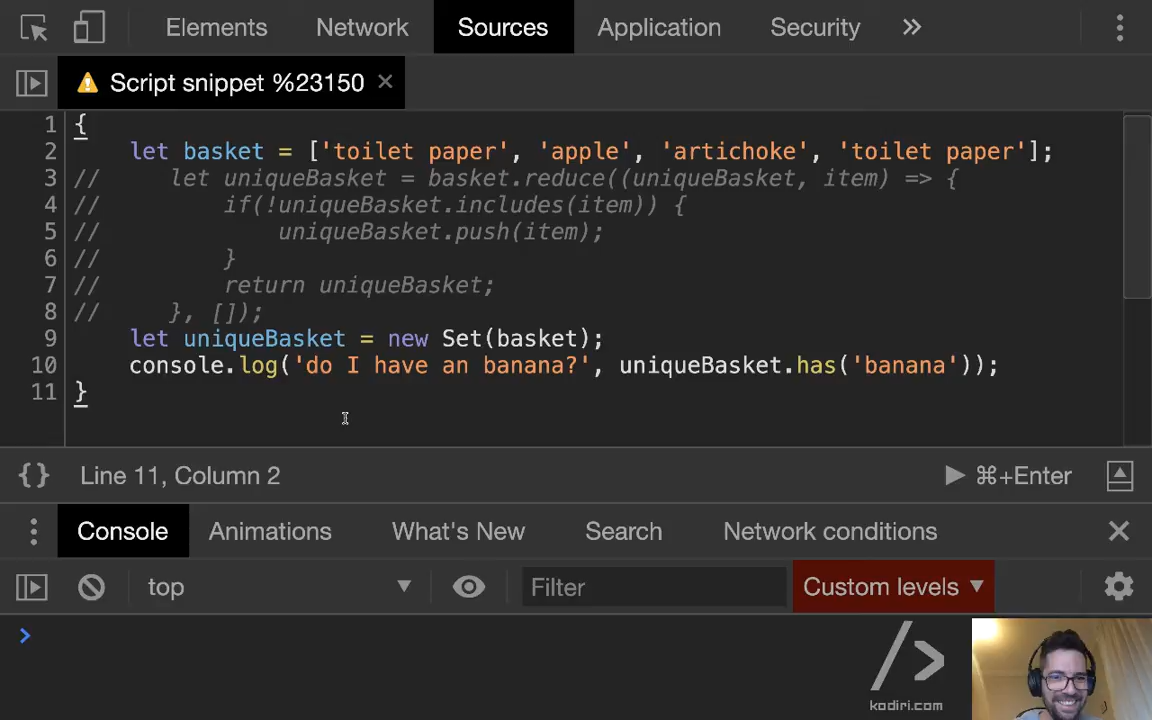 Elements Network Sources Application Security »
Script snippet %23150 ×
1 {
2 let basket = ['toilet paper', 'apple', 'artichoke', 'toilet paper'];
3 // let uniqueBasket = basket.reduce((uniqueBasket, item) => {
4 // if(!uniqueBasket.includes(item)) {
5 // uniqueBasket.push(item);
6 // }
7 // return uniqueBasket;
8 // }, []);
9 let uniqueBasket = new Set(basket);
10 console.log('do I have an banana?', uniqueBasket.has('banana'));
11 }
{} Line 11, Column 2 ▶ ⌘+Enter
Console Animations What's New Search Network conditions ×
top ▼ Filter Custom levels ▼
>
/>
kodiri.com